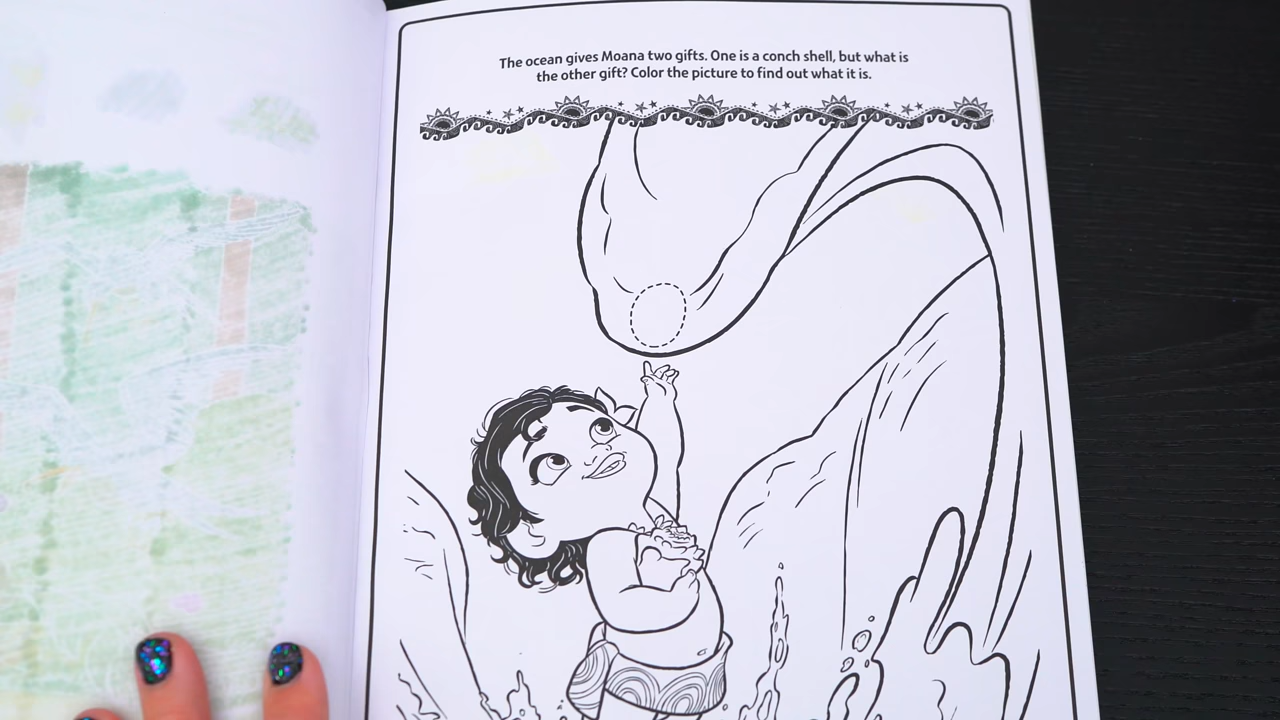 The ocean gives Moana two gifts. One is a conch shell, but what is
the other gift? Color the picture to find out what it is.